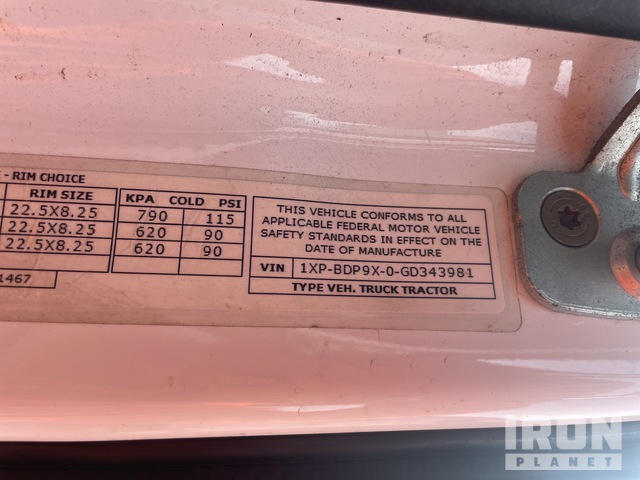 - RIM CHOICE
RIM SIZE KPA COLD PSI
22.5X8.25 790 115
22.5X8.25 620 90
22.5X8.25 620 90
1467
THIS VEHICLE CONFORMS TO ALL
APPLICABLE FEDERAL MOTOR VEHICLE
SAFETY STANDARDS IN EFFECT ON THE
DATE OF MANUFACTURE
VIN 1XP-BDP9X-0-GD343981
TYPE VEH. TRUCK TRACTOR
IRON
PLANET